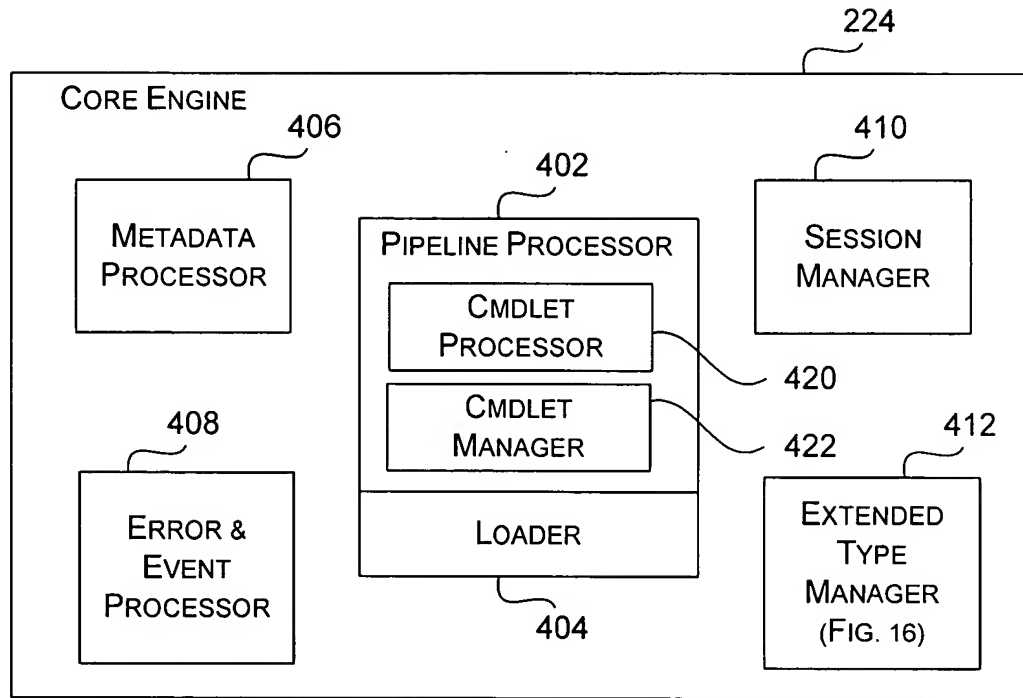 224
CORE ENGINE
406
METADATA
PROCESSOR
402
PIPELINE PROCESSOR
CMDLET
PROCESSOR
420
CMDLET
MANAGER
422
LOADER
404
410
SESSION
MANAGER
408
ERROR &
EVENT
PROCESSOR
412
EXTENDED
TYPE
MANAGER
(FIG. 16)